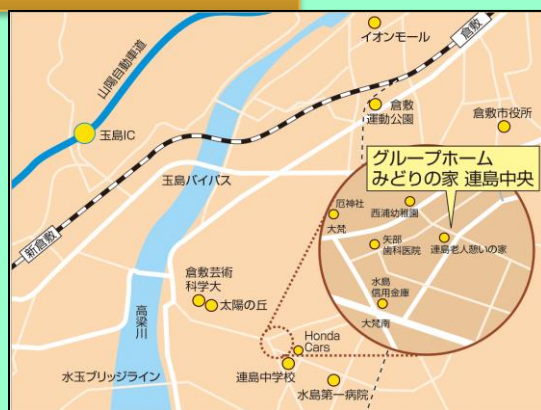 イオンモール
倉敷
山陽自動車道
倉敷
運動公園
倉敷市役所
玉島IC
グループホーム
みどりの家 連島中央
玉島バイパス
厄神社
西浦幼稚園
大梵
矢部
歯科医院
連島老人憩いの家
新倉敷
倉敷芸術
科学大
太陽の丘
水島
信用金庫
高梁川
大梵南
Honda
Cars
水玉ブリッジライン
連島中学校
水島第一病院